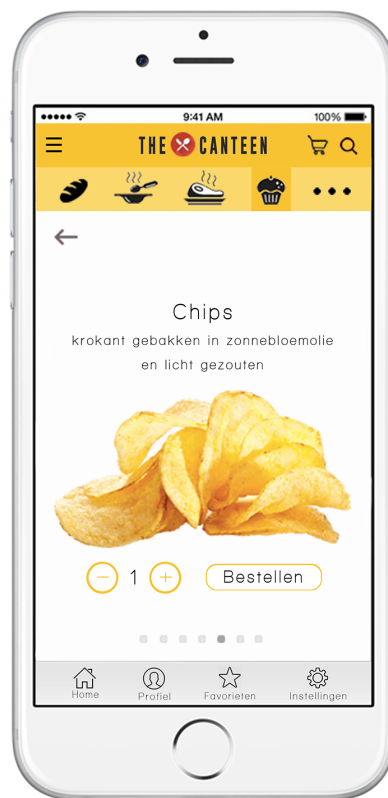 9:41 AM
100%
THE CANTEEN
Chips
krokant gebakken in zonnebloemolie
en licht gezouten
1
Bestellen
Home
Profiel
Favorieten
Instellingen